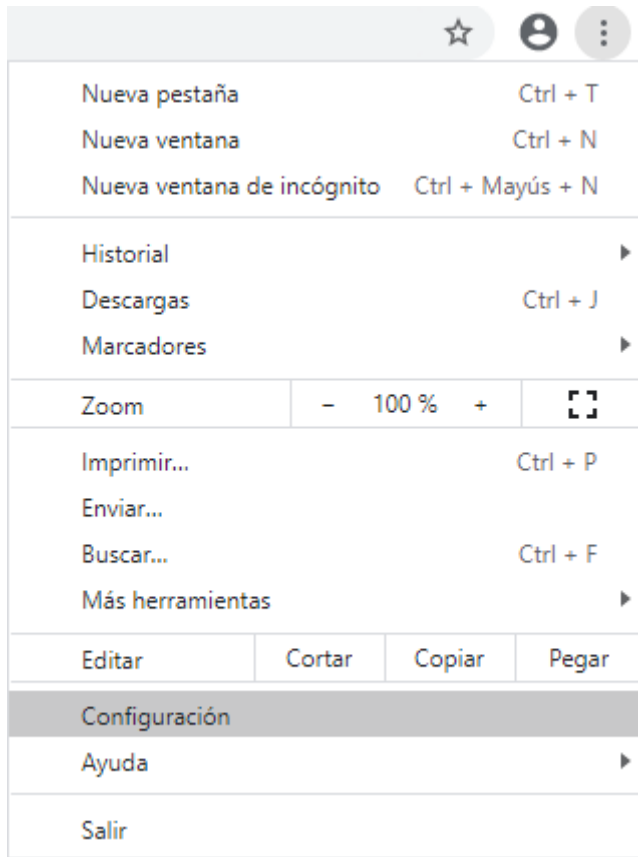 Nueva pestaña Ctrl + T
Nueva ventana Ctrl + N
Nueva ventana de incógnito Ctrl + Mayús + N
Historial
Descargas Ctrl + J
Marcadores
Zoom - 100 % +
Imprimir... Ctrl + P
Enviar...
Buscar... Ctrl + F
Más herramientas
Editar Cortar Copiar Pegar
Configuración
Ayuda
Salir